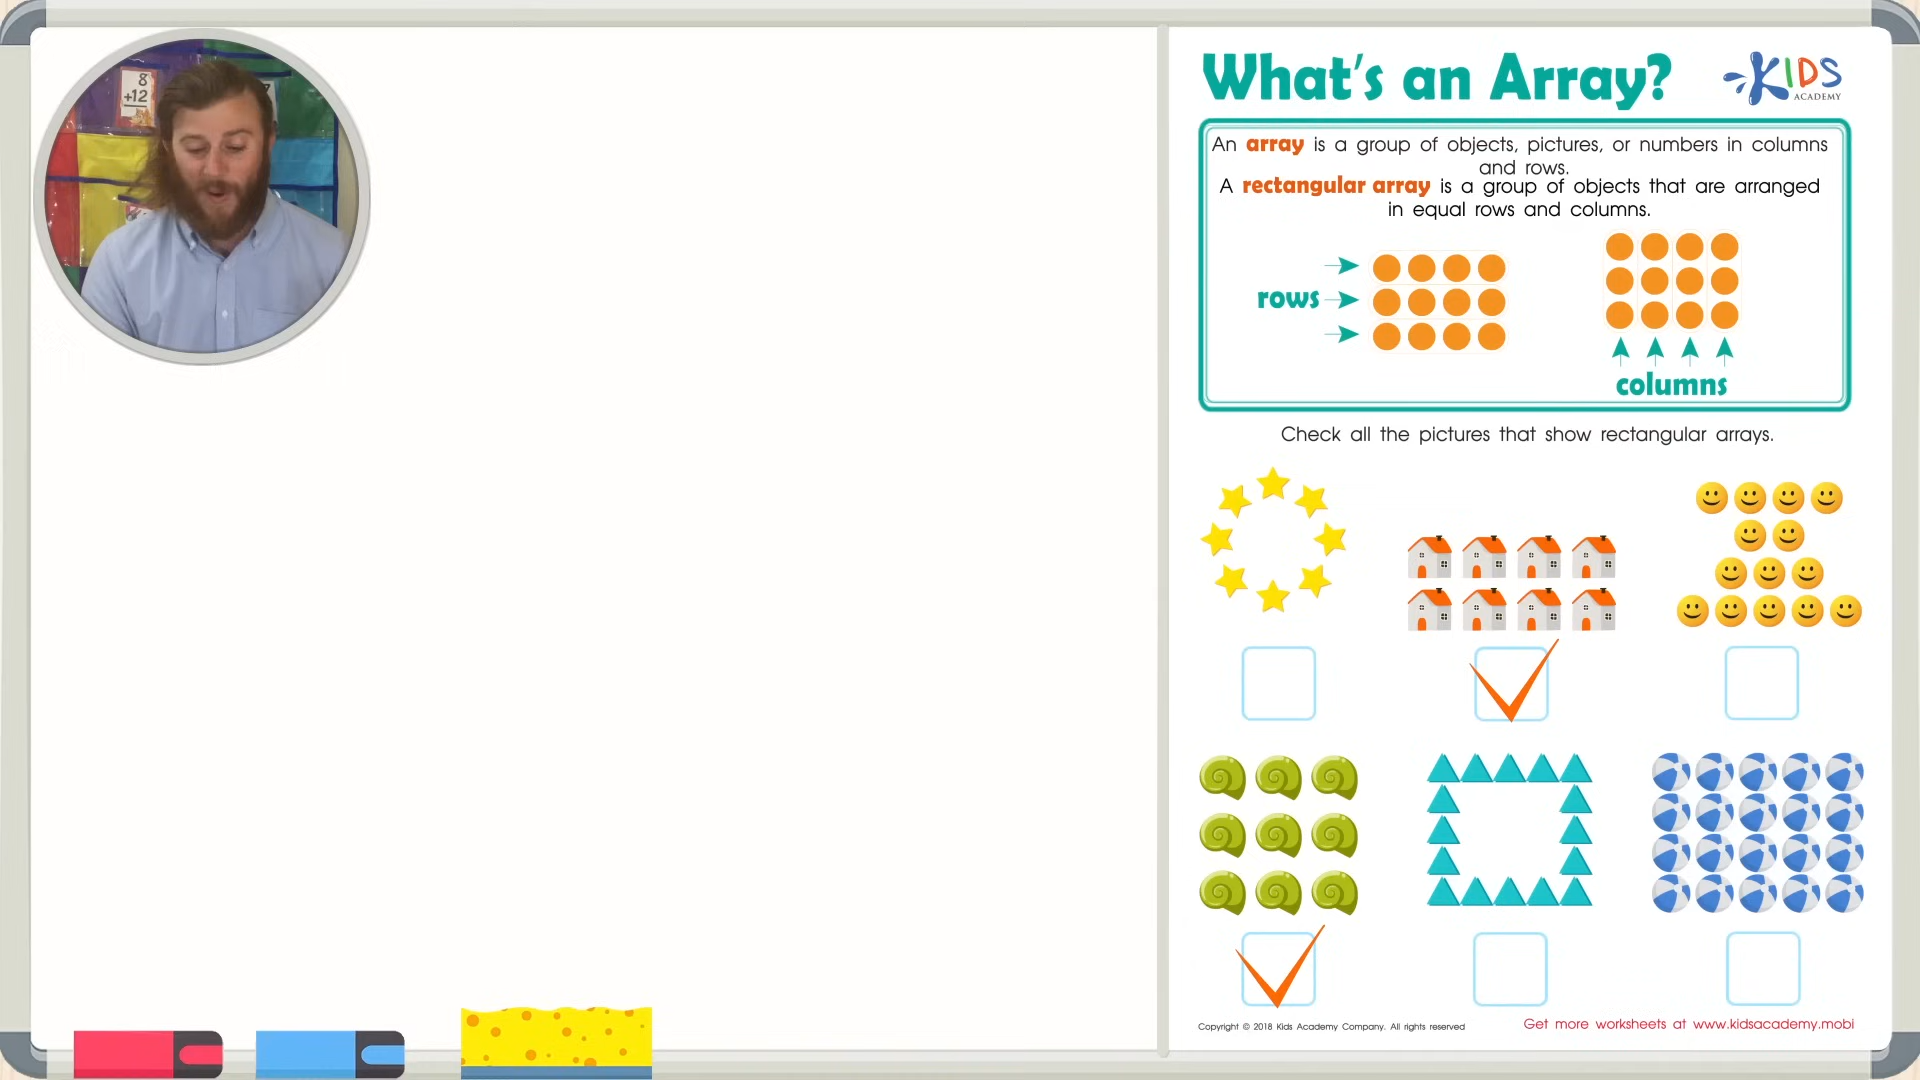 8
+12
What's an Array?
KIDS
ACADEMY
An array is a group of objects, pictures, or numbers in columns
and rows.
A rectangular array is a group of objects that are arranged
in equal rows and columns.
rows
columns
Check all the pictures that show rectangular arrays.
Copyright © 2018 Kids Academy Company. All rights reserved
Get more worksheets at www.kidsacademy.mobi